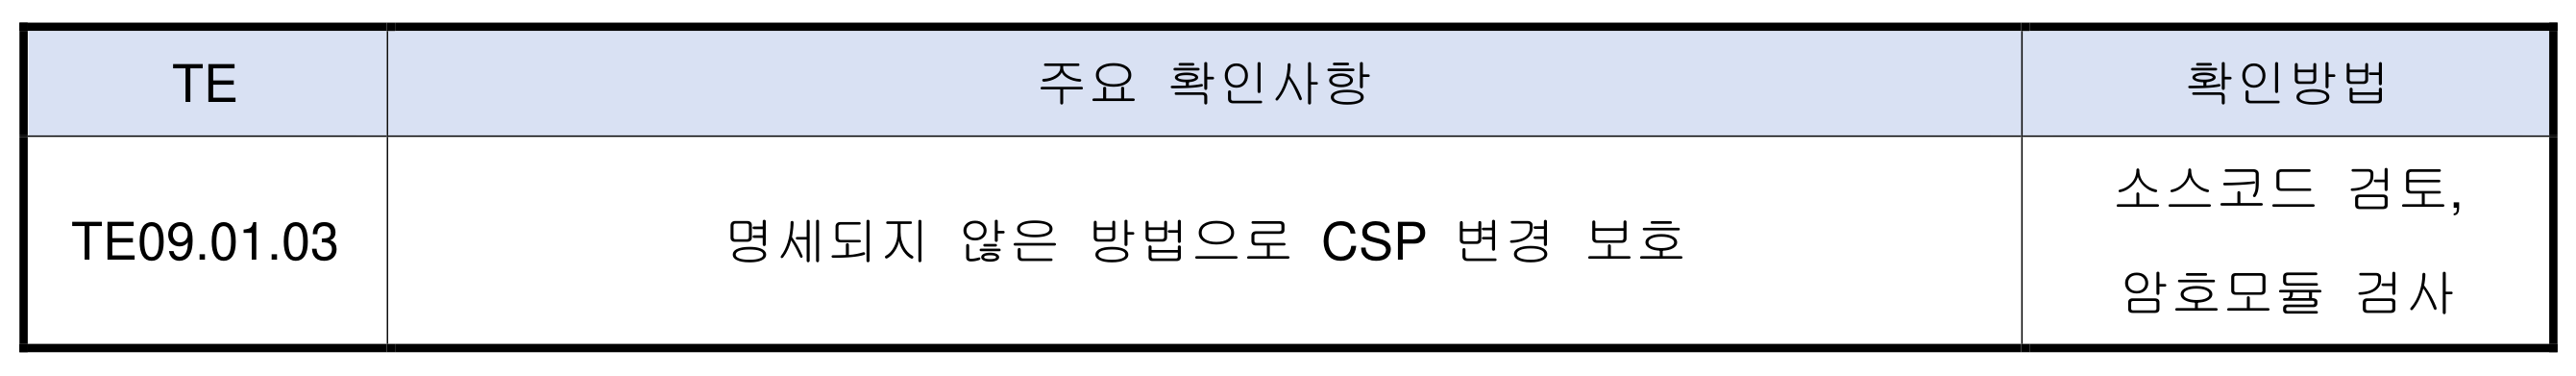 TE 주요 확인사항 확인방법
TE09.01.03 명세되지 않은 방법으로 CSP 변경 보호 소스코드 검토,
암호모듈 검사